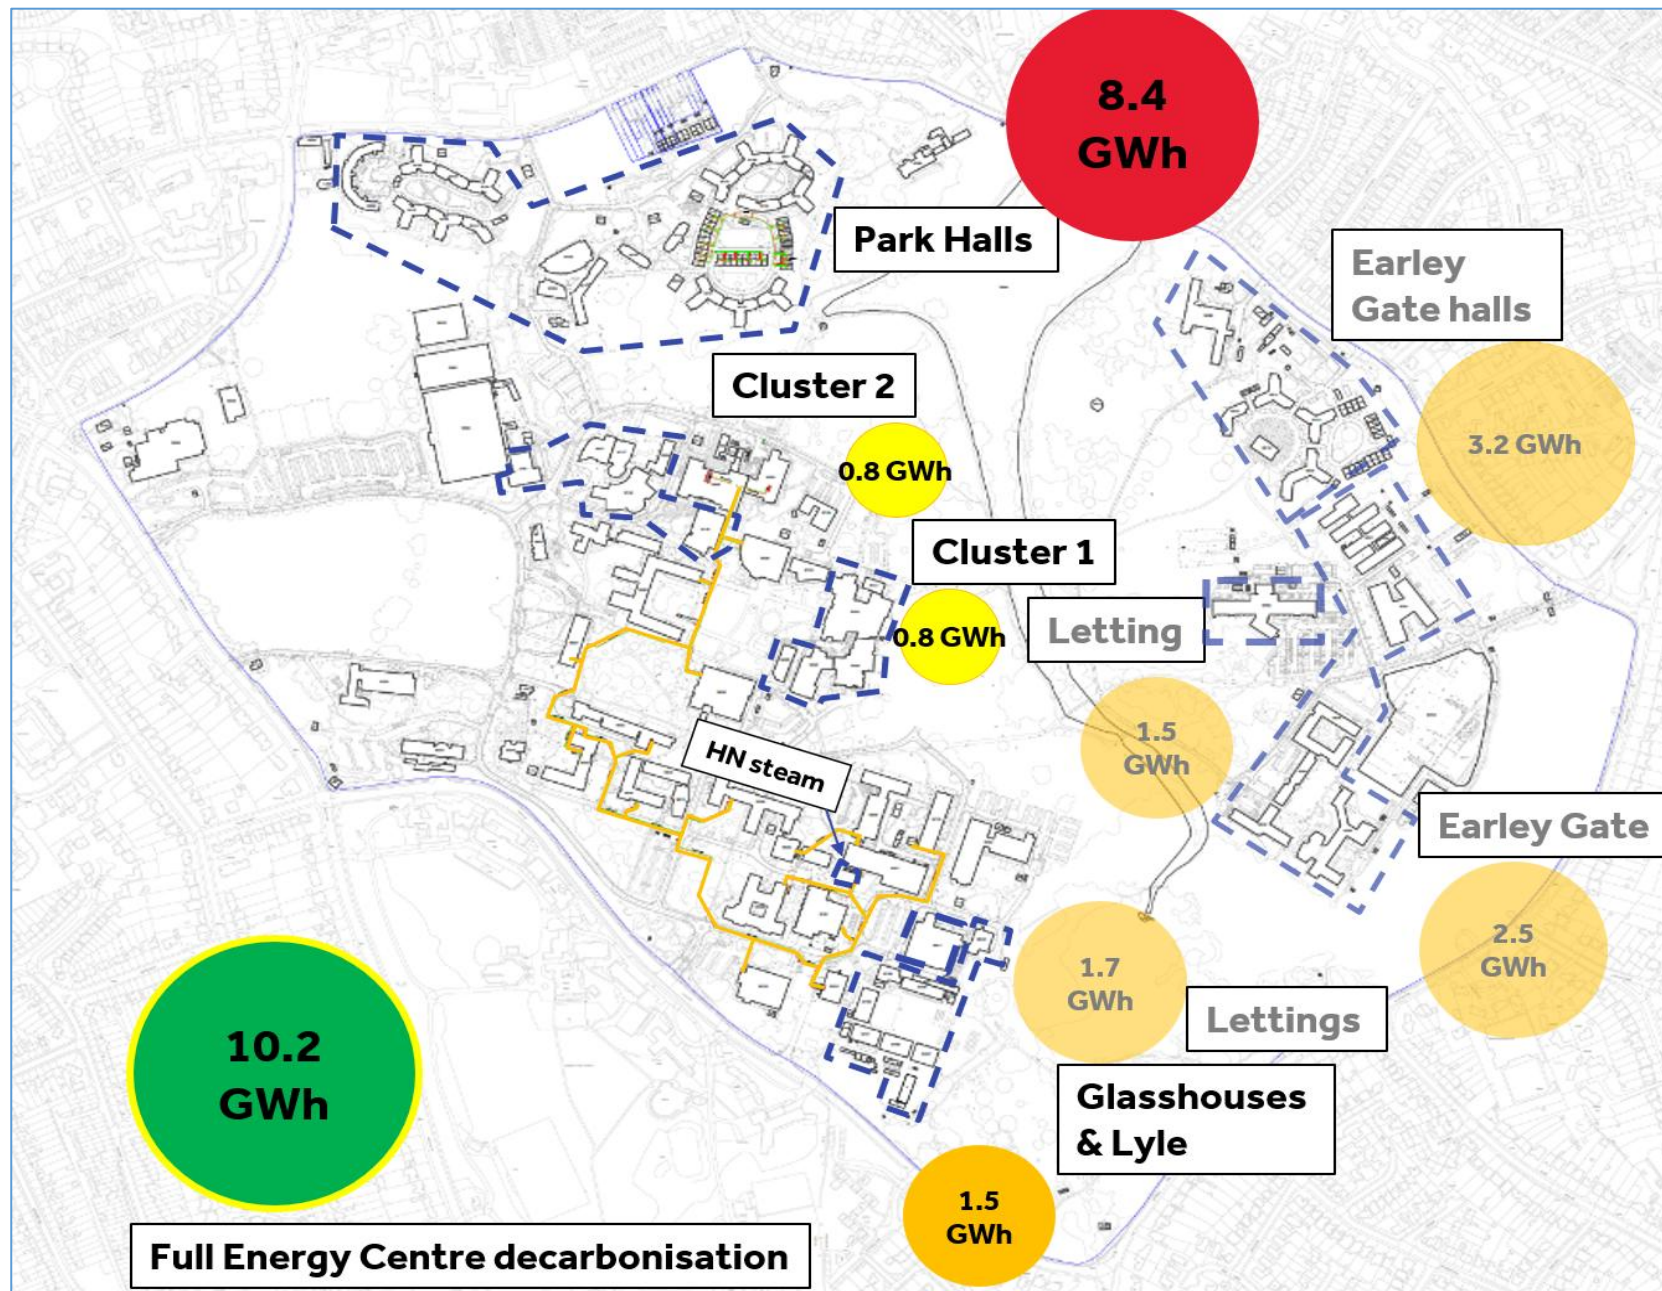 8.4
GWh
Park Halls
Earley
Gate halls
Cluster 2
3.2 GWh
0.8 GWh
Cluster 1
Letting
0.8 GWh
1.5
GWh
HN steam
Earley Gate
2.5
GWh
1.7
GWh
Lettings
10.2
GWh
Glasshouses
& Lyle
1.5
GWh
Full Energy Centre decarbonisation